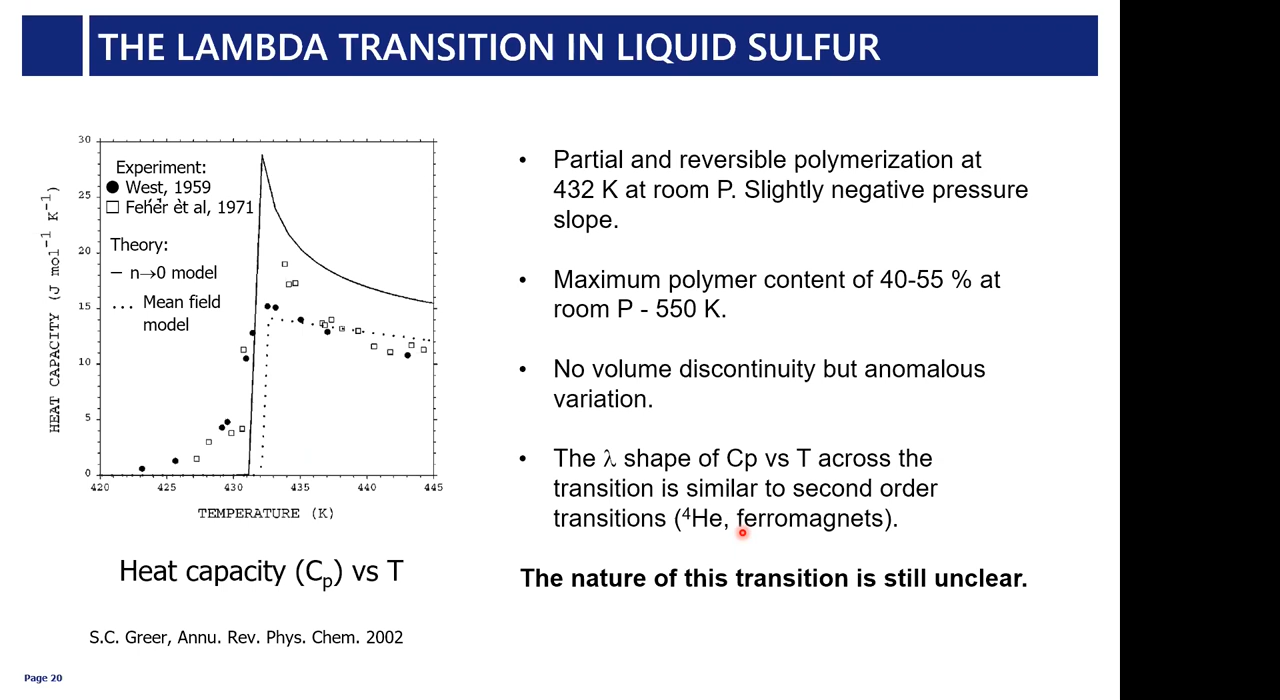 THE LAMBDA TRANSITION IN LIQUID SULFUR
30
25
20
15
10
5
0
HEAT CAPACITY (J mol⁻¹ K⁻¹)
Experiment:
● West, 1959
□ Feher et al, 1971
Theory:
– n→0 model
... Mean field
model
420 425 430 435 440 445
TEMPERATURE (K)
Heat capacity (Cₚ) vs T
S.C. Greer, Annu. Rev. Phys. Chem. 2002
• Partial and reversible polymerization at
432 K at room P. Slightly negative pressure
slope.
• Maximum polymer content of 40-55 % at
room P - 550 K.
• No volume discontinuity but anomalous
variation.
• The λ shape of Cp vs T across the
transition is similar to second order
transitions (⁴He, ferromagnets).
The nature of this transition is still unclear.
Page 20